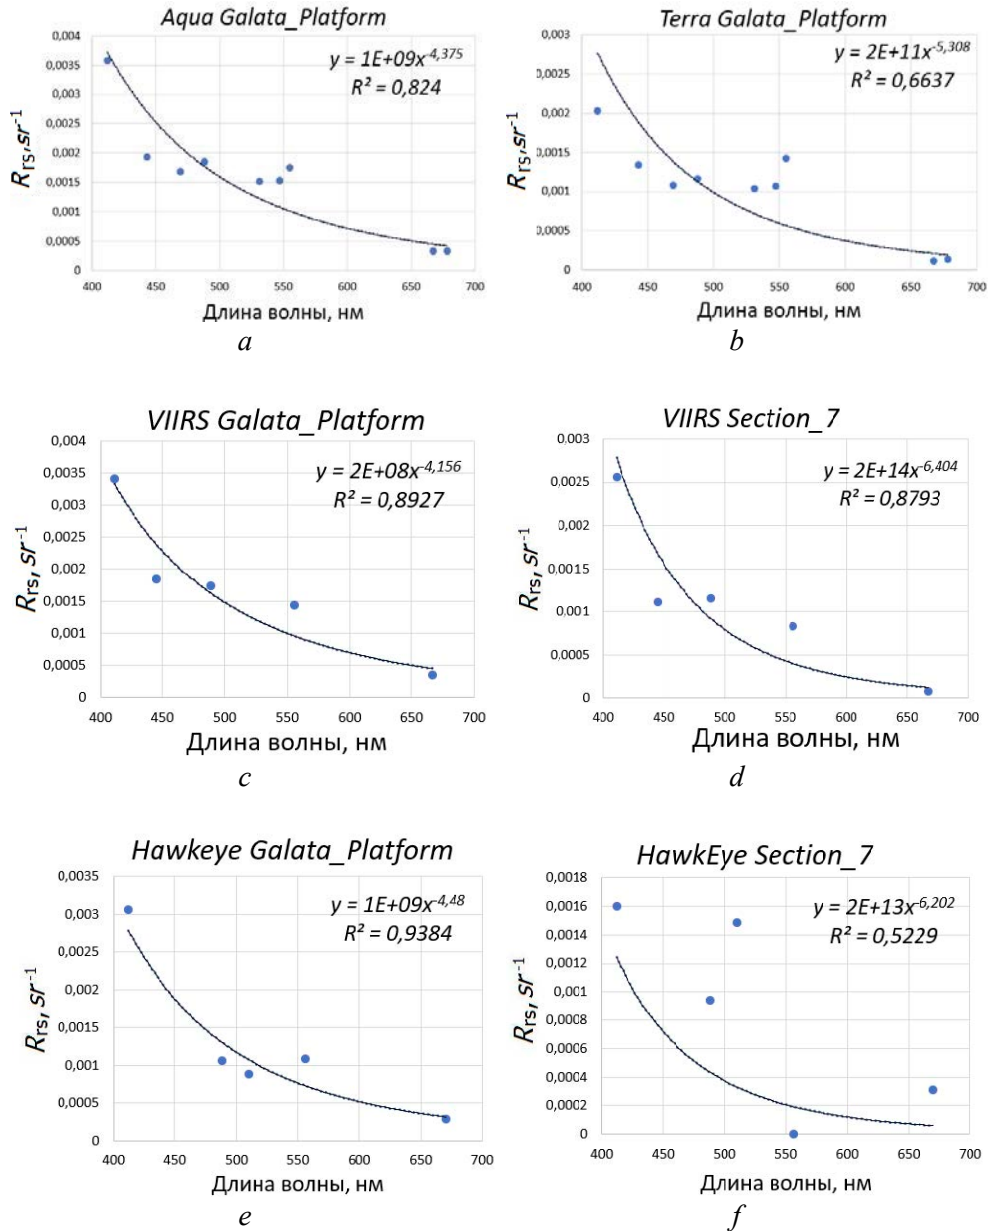 Aqua Galata_Platform
y = 1E+09x^-4,375
R² = 0,824
0,004
0,0035
0,003
0,0025
0,002
0,0015
0,001
0,0005
0
R_rs, sr^-1
400 450 500 550 600 650 700
Длина волны, нм
a
Terra Galata_Platform
y = 2E+11x^-5,308
R² = 0,6637
0,003
0,0025
0,002
0,0015
0,001
0,0005
0
R_rs, sr^-1
400 450 500 550 600 650 700
Длина волны, нм
b
VIIRS Galata_Platform
y = 2E+08x^-4,156
R² = 0,8927
0,004
0,0035
0,003
0,0025
0,002
0,0015
0,001
0,0005
0
R_rs, sr^-1
400 450 500 550 600 650 700
Длина волны, нм
c
VIIRS Section_7
y = 2E+14x^-6,404
R² = 0,8793
0,003
0,0025
0,002
0,0015
0,001
0,0005
0
R_rs, sr^-1
400 450 500 550 600 650 700
Длина волны, нм
d
Hawkeye Galata_Platform
y = 1E+09x^-4,48
R² = 0,9384
0,0035
0,003
0,0025
0,002
0,0015
0,001
0,0005
0
R_rs, sr^-1
400 450 500 550 600 650 700
Длина волны, нм
e
HawkEye Section_7
y = 2E+13x^-6,202
R² = 0,5229
0,0018
0,0016
0,0014
0,0012
0,001
0,0008
0,0006
0,0004
0,0002
0
R_rs, sr^-1
400 450 500 550 600 650 700
Длина волны, нм
f